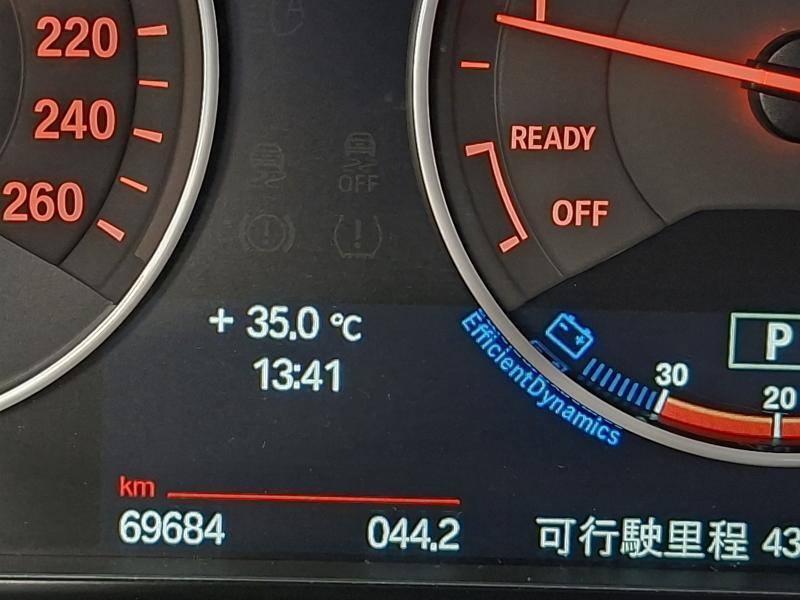 220
240
260
OFF
READY
OFF
+ 35.0 °C
13:41
EfficientDynamics
30
20
P
km
69684 044.2
可行駛里程 43